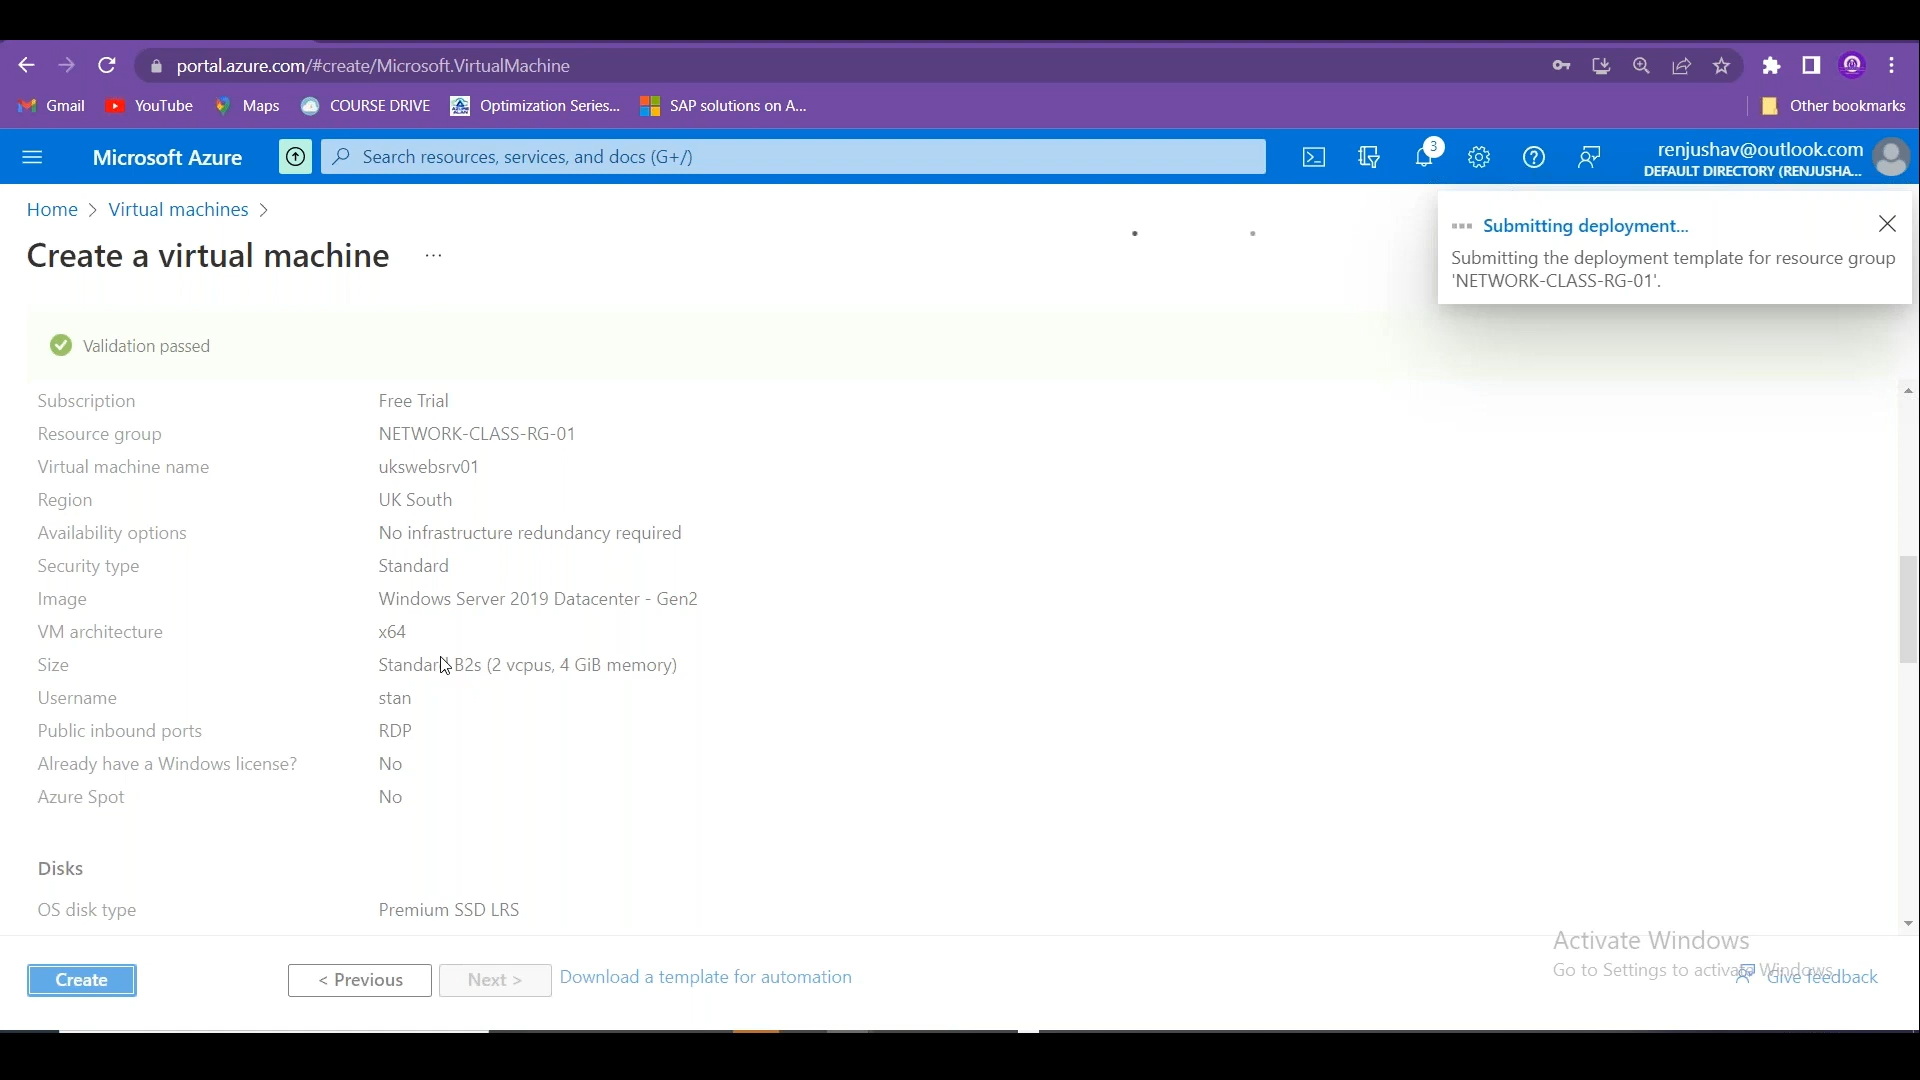 portal.azure.com/#create/Microsoft.VirtualMachine
Gmail YouTube Maps COURSE DRIVE Optimization Series... SAP solutions on A... Other bookmarks
Microsoft Azure Search resources, services, and docs (G+/) 3 renjushav@outlook.com
DEFAULT DIRECTORY (RENJUSHA...
Home > Virtual machines >
Create a virtual machine ...
Submitting deployment...
Submitting the deployment template for resource group
'NETWORK-CLASS-RG-01'.
Validation passed
Subscription Free Trial
Resource group NETWORK-CLASS-RG-01
Virtual machine name ukswebsrv01
Region UK South
Availability options No infrastructure redundancy required
Security type Standard
Image Windows Server 2019 Datacenter - Gen2
VM architecture x64
Size Standard B2s (2 vcpus, 4 GiB memory)
Username stan
Public inbound ports RDP
Already have a Windows license? No
Azure Spot No
Disks
OS disk type Premium SSD LRS
Activate Windows
Go to Settings to activate Windows.
Create < Previous Next > Download a template for automation Give feedback